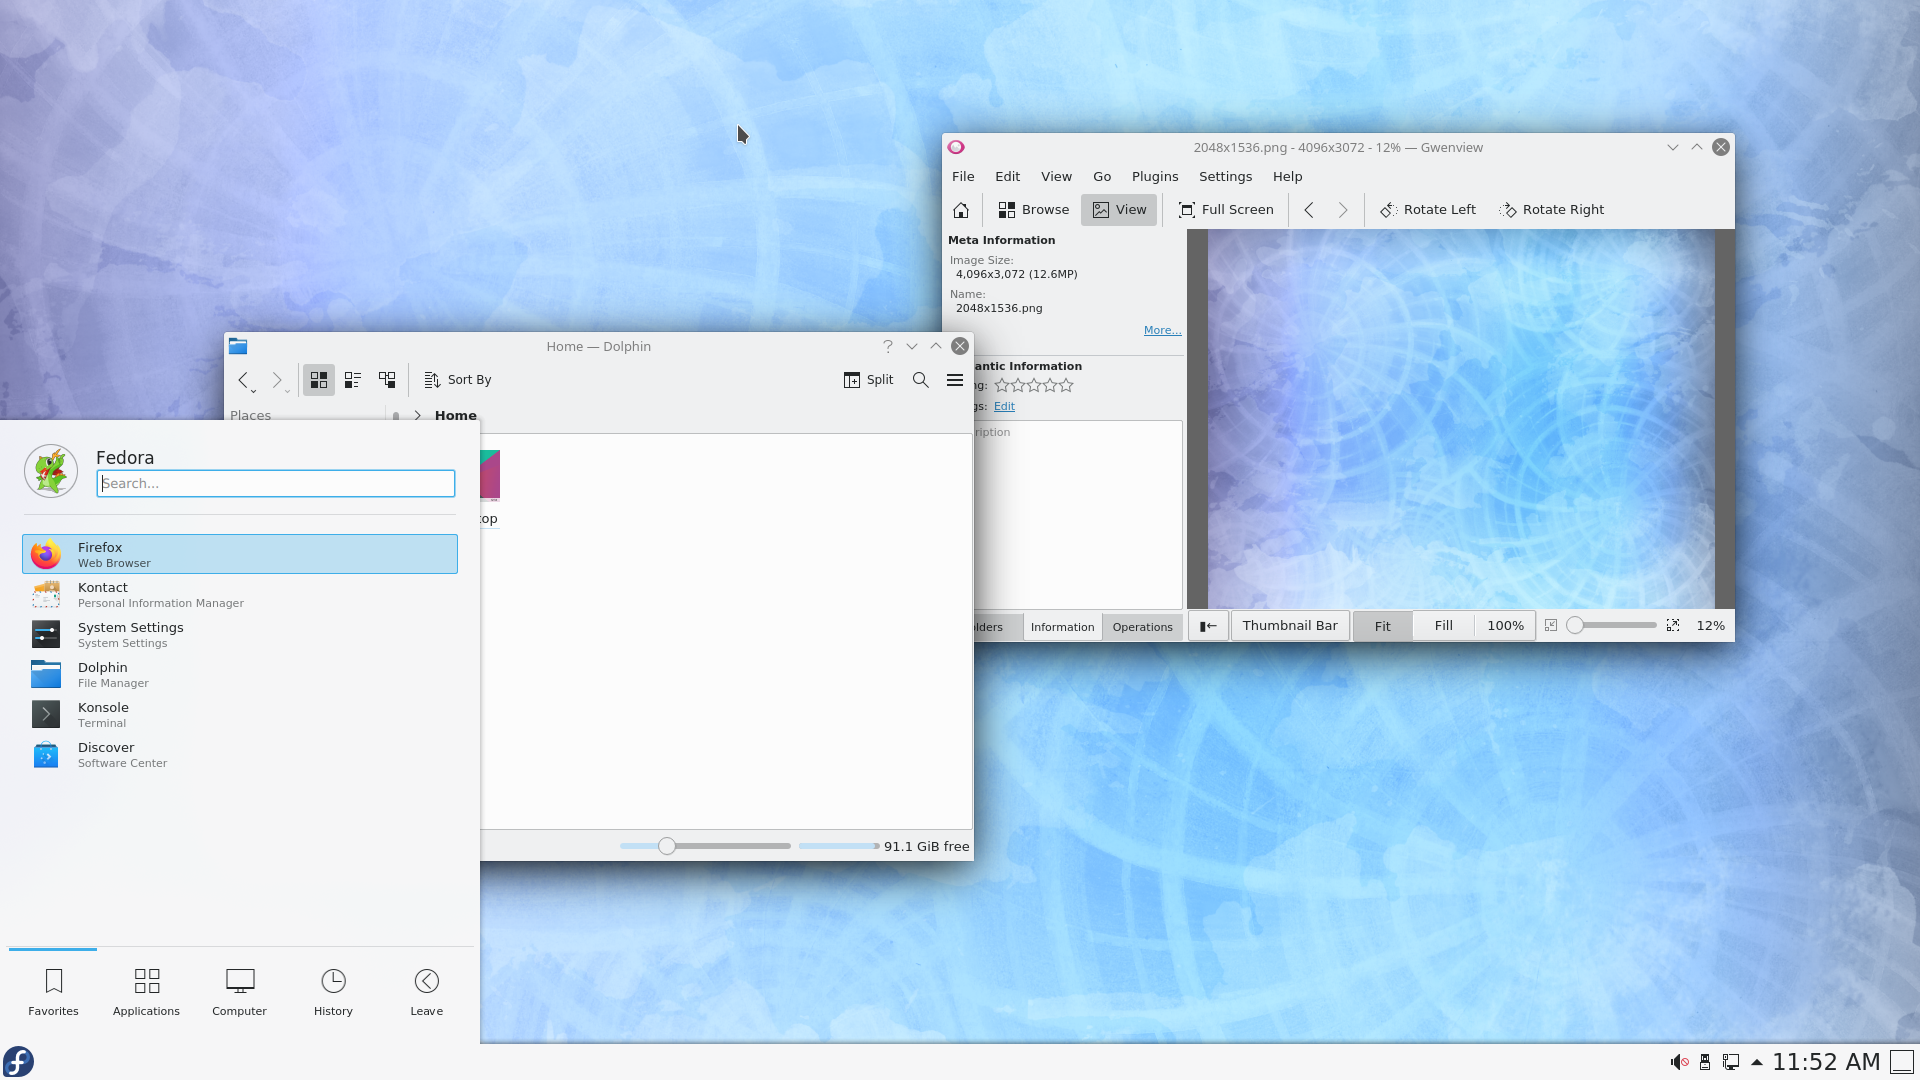 2048x1536.png - 4096x3072 - 12% — Gwenview
File Edit View Go Plugins Settings Help
Browse View Full Screen Rotate Left Rotate Right
Meta Information
Image Size:
4,096x3,072 (12.6MP)
Name:
2048x1536.png
More...
antic Information
ng:
gs: Edit
ription
lders Information Operations Thumbnail Bar Fit Fill 100% 12%
Home — Dolphin
Sort By Split
Places Home
top
91.1 GiB free
Fedora
Search...
Firefox
Web Browser
Kontact
Personal Information Manager
System Settings
System Settings
Dolphin
File Manager
Konsole
Terminal
Discover
Software Center
Favorites Applications Computer History Leave
11:52 AM